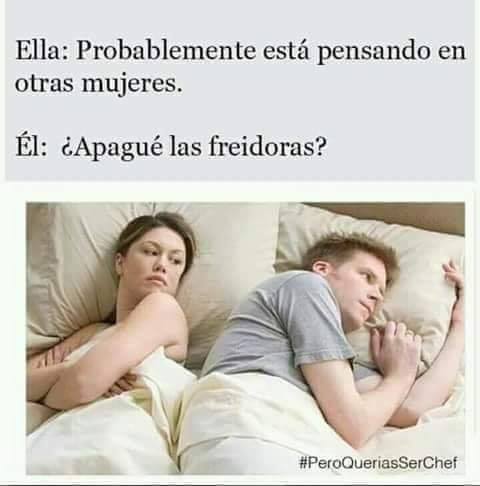 Ella: Probablemente está pensando en
otras mujeres.
Él: ¿Apagué las freidoras?
#PeroQueriasSerChef